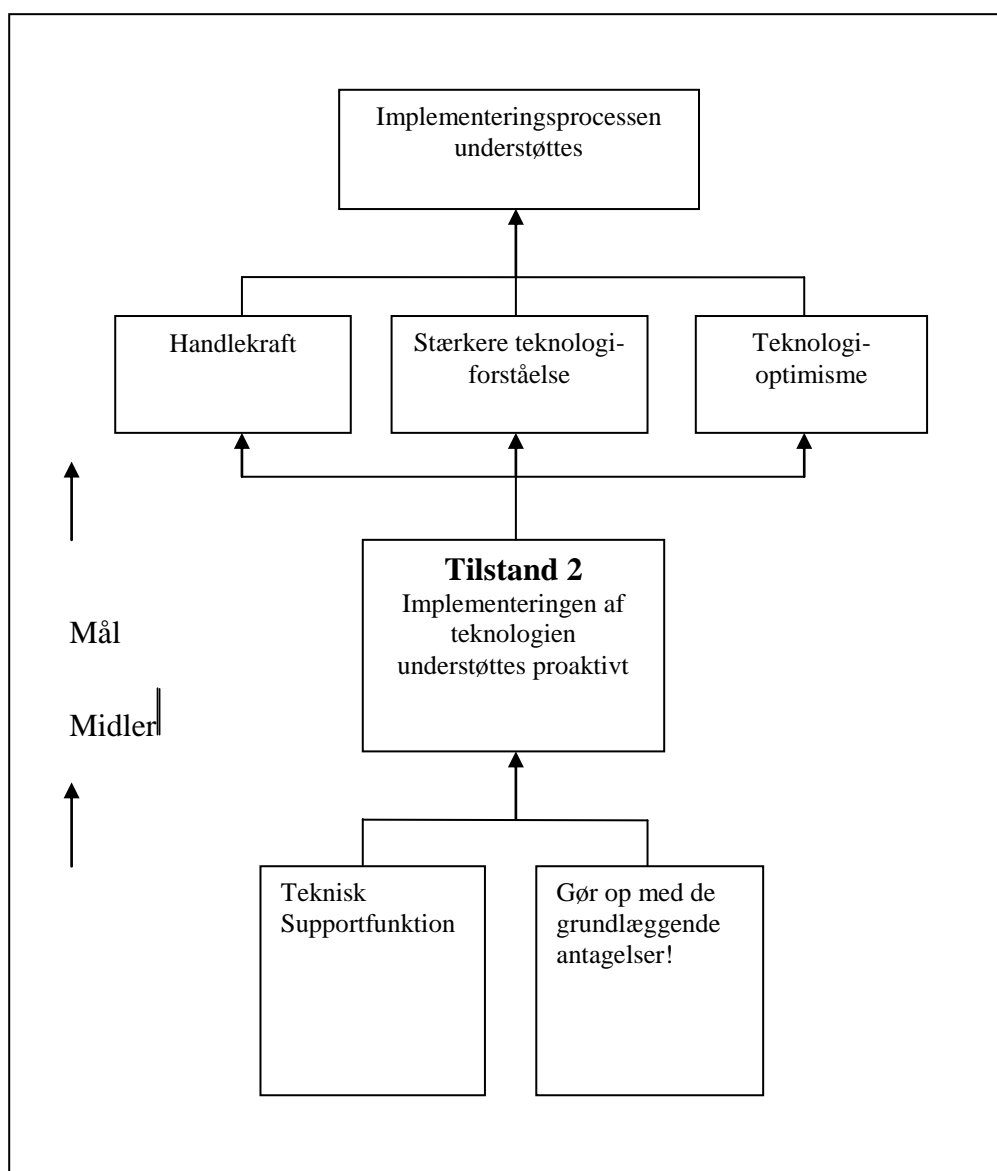 Implementeringsprocessen
understøttes
Handlekraft
Stærkere teknologi-
forståelse
Teknologi-
optimisme
Tilstand 2
Implementeringen af
teknologien
understøttes proaktivt
Mål
Midler
Teknisk
Supportfunktion
Gør op med de
grundlæggende
antagelser!